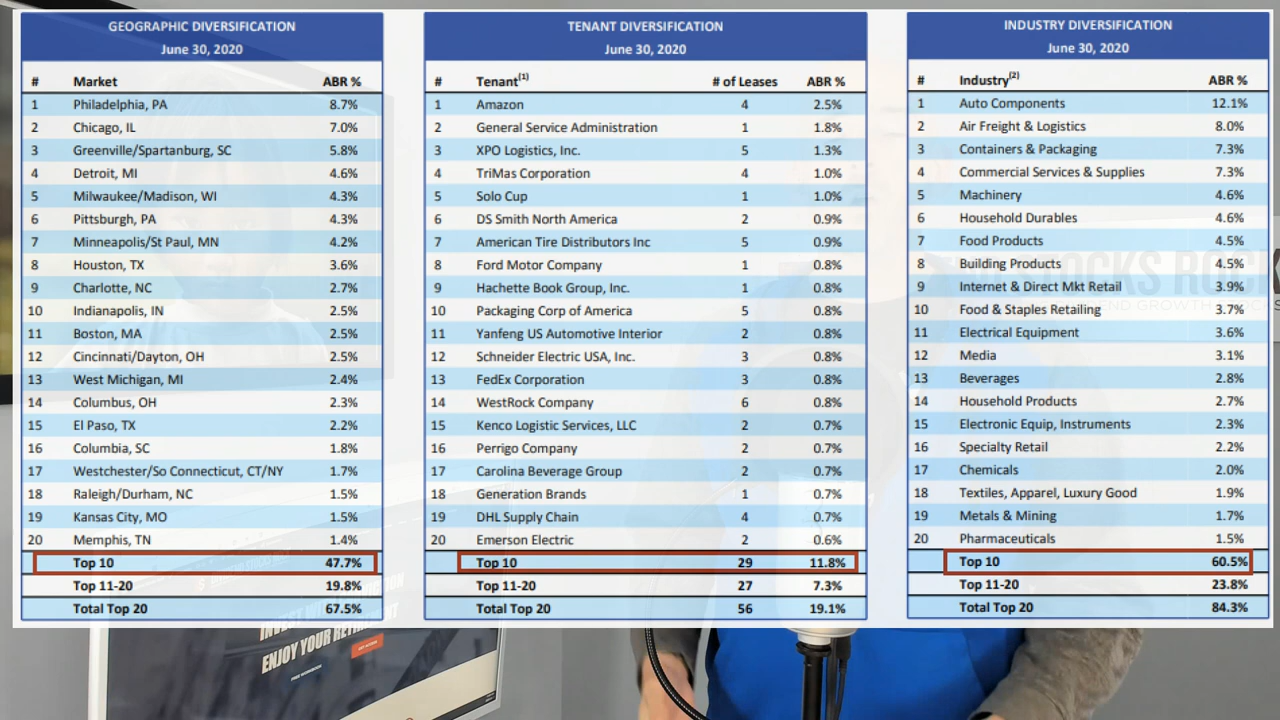 GEOGRAPHIC DIVERSIFICATION
June 30, 2020
# Market ABR %
1 Philadelphia, PA 8.7%
2 Chicago, IL 7.0%
3 Greenville/Spartanburg, SC 5.8%
4 Detroit, MI 4.6%
5 Milwaukee/Madison, WI 4.3%
6 Pittsburgh, PA 4.3%
7 Minneapolis/St Paul, MN 4.2%
8 Houston, TX 3.6%
9 Charlotte, NC 2.7%
10 Indianapolis, IN 2.5%
11 Boston, MA 2.5%
12 Cincinnati/Dayton, OH 2.5%
13 West Michigan, MI 2.4%
14 Columbus, OH 2.3%
15 El Paso, TX 2.2%
16 Columbia, SC 1.8%
17 Westchester/So Connecticut, CT/NY 1.7%
18 Raleigh/Durham, NC 1.5%
19 Kansas City, MO 1.5%
20 Memphis, TN 1.4%
Top 10 47.7%
Top 11-20 19.8%
Total Top 20 67.5%
TENANT DIVERSIFICATION
June 30, 2020
# Tenant(1) # of Leases ABR %
1 Amazon 4 2.5%
2 General Service Administration 1 1.8%
3 XPO Logistics, Inc. 5 1.3%
4 TriMas Corporation 4 1.0%
5 Solo Cup 1 1.0%
6 DS Smith North America 2 0.9%
7 American Tire Distributors Inc 5 0.9%
8 Ford Motor Company 1 0.8%
9 Hachette Book Group, Inc. 1 0.8%
10 Packaging Corp of America 5 0.8%
11 Yanfeng US Automotive Interior 2 0.8%
12 Schneider Electric USA, Inc. 3 0.8%
13 FedEx Corporation 3 0.8%
14 WestRock Company 6 0.8%
15 Kenco Logistic Services, LLC 2 0.7%
16 Perrigo Company 2 0.7%
17 Carolina Beverage Group 2 0.7%
18 Generation Brands 1 0.7%
19 DHL Supply Chain 4 0.7%
20 Emerson Electric 2 0.6%
Top 10 29 11.8%
Top 11-20 27 7.3%
Total Top 20 56 19.1%
INDUSTRY DIVERSIFICATION
June 30, 2020
# Industry(2) ABR %
1 Auto Components 12.1%
2 Air Freight & Logistics 8.0%
3 Containers & Packaging 7.3%
4 Commercial Services & Supplies 7.3%
5 Machinery 4.6%
6 Household Durables 4.6%
7 Food Products 4.5%
8 Building Products 4.5%
9 Internet & Direct Mkt Retail 3.9%
10 Food & Staples Retailing 3.7%
11 Electrical Equipment 3.6%
12 Media 3.1%
13 Beverages 2.8%
14 Household Products 2.7%
15 Electronic Equip, Instruments 2.3%
16 Specialty Retail 2.2%
17 Chemicals 2.0%
18 Textiles, Apparel, Luxury Good 1.9%
19 Metals & Mining 1.7%
20 Pharmaceuticals 1.5%
Top 10 60.5%
Top 11-20 23.8%
Total Top 20 84.3%
ENJOY YOUR